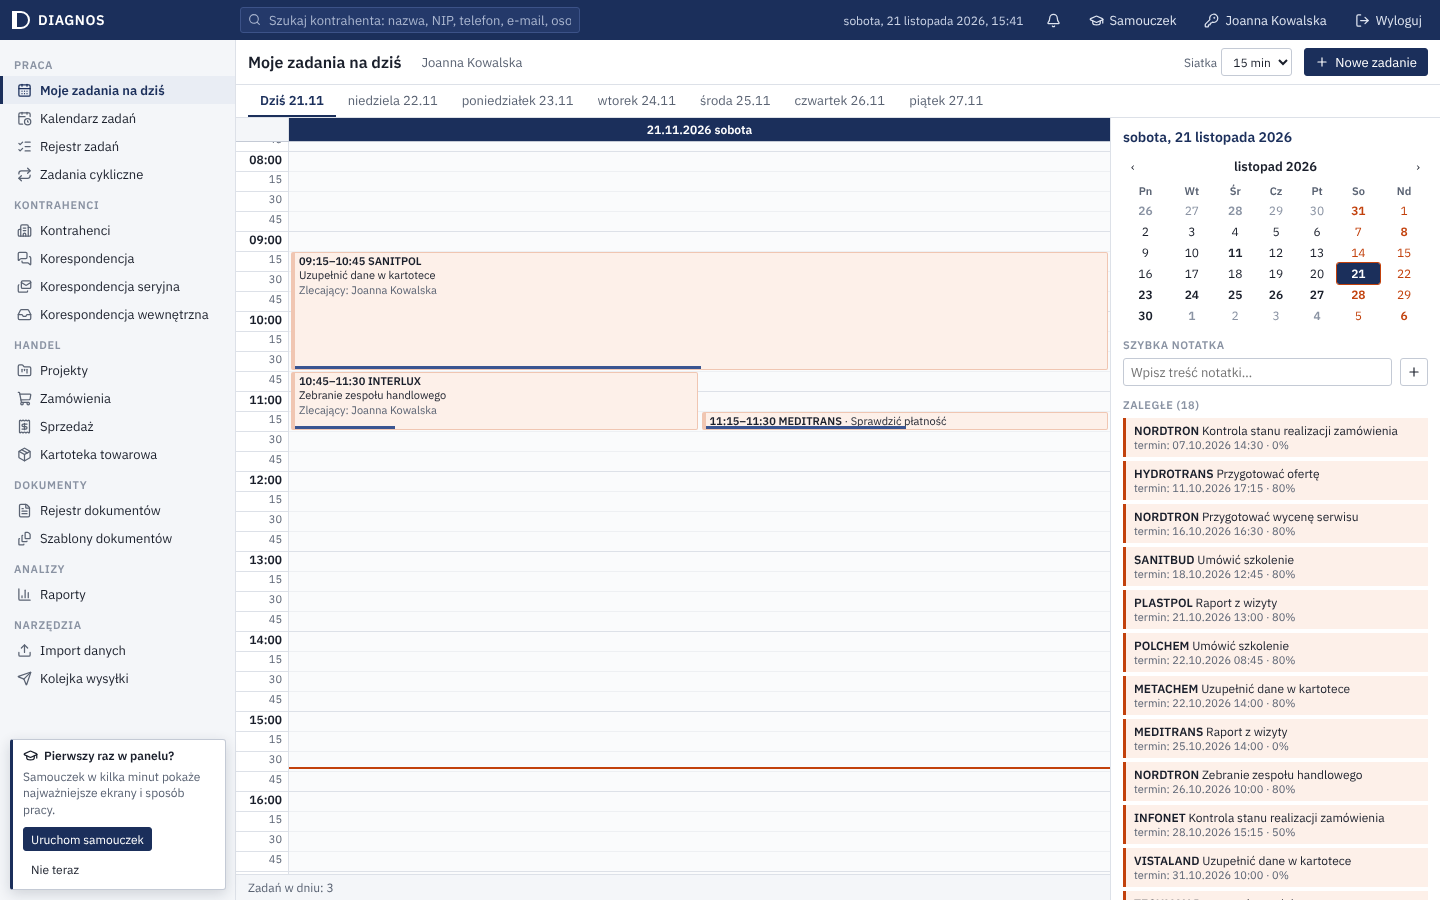 DIAGNOS
Szukaj kontrahenta: nazwa, NIP, telefon, e-mail, oso
sobota, 21 listopada 2026, 15:41
Samouczek
Joanna Kowalska
Wyloguj
PRACA
Moje zadania na dziś
Kalendarz zadań
Rejestr zadań
Zadania cykliczne
KONTRAHENCI
Kontrahenci
Korespondencja
Korespondencja seryjna
Korespondencja wewnętrzna
HANDEL
Projekty
Zamówienia
Sprzedaż
Kartoteka towarowa
DOKUMENTY
Rejestr dokumentów
Szablony dokumentów
ANALIZY
Raporty
NARZĘDZIA
Import danych
Kolejka wysyłki
Pierwszy raz w panelu?
Samouczek w kilka minut pokaże
najważniejsze ekrany i sposób
pracy.
Uruchom samouczek
Nie teraz
Moje zadania na dziś Joanna Kowalska
Siatka 15 min
Nowe zadanie
Dziś 21.11 niedziela 22.11 poniedziałek 23.11 wtorek 24.11 środa 25.11 czwartek 26.11 piątek 27.11
21.11.2026 sobota
08:00
15
30
45
09:00
15
30
45
10:00
15
30
45
11:00
15
30
45
12:00
15
30
45
13:00
15
30
45
14:00
15
30
45
15:00
15
30
45
16:00
15
30
45
09:15–10:45 SANITPOL
Uzupełnić dane w kartotece
Zlecający: Joanna Kowalska
10:45–11:30 INTERLUX
Zebranie zespołu handlowego
Zlecający: Joanna Kowalska
11:15–11:30 MEDITRANS · Sprawdzić płatność
Zadań w dniu: 3
sobota, 21 listopada 2026
‹ listopad 2026 ›
Pn Wt Śr Cz Pt So Nd
26 27 28 29 30 31 1
2 3 4 5 6 7 8
9 10 11 12 13 14 15
16 17 18 19 20 21 22
23 24 25 26 27 28 29
30 1 2 3 4 5 6
SZYBKA NOTATKA
Wpisz treść notatki...
ZALEGŁE (18)
NORDTRON Kontrola stanu realizacji zamówienia
termin: 07.10.2026 14:30 · 0%
HYDROTRANS Przygotować ofertę
termin: 11.10.2026 17:15 · 80%
NORDTRON Przygotować wycenę serwisu
termin: 16.10.2026 16:30 · 80%
SANITBUD Umówić szkolenie
termin: 18.10.2026 12:45 · 80%
PLASTPOL Raport z wizyty
termin: 21.10.2026 13:00 · 80%
POLCHEM Umówić szkolenie
termin: 22.10.2026 08:45 · 80%
METACHEM Uzupełnić dane w kartotece
termin: 22.10.2026 14:00 · 80%
MEDITRANS Raport z wizyty
termin: 25.10.2026 14:00 · 0%
NORDTRON Zebranie zespołu handlowego
termin: 26.10.2026 10:00 · 80%
INFONET Kontrola stanu realizacji zamówienia
termin: 28.10.2026 15:15 · 50%
VISTALAND Uzupełnić dane w kartotece
termin: 31.10.2026 10:00 · 0%